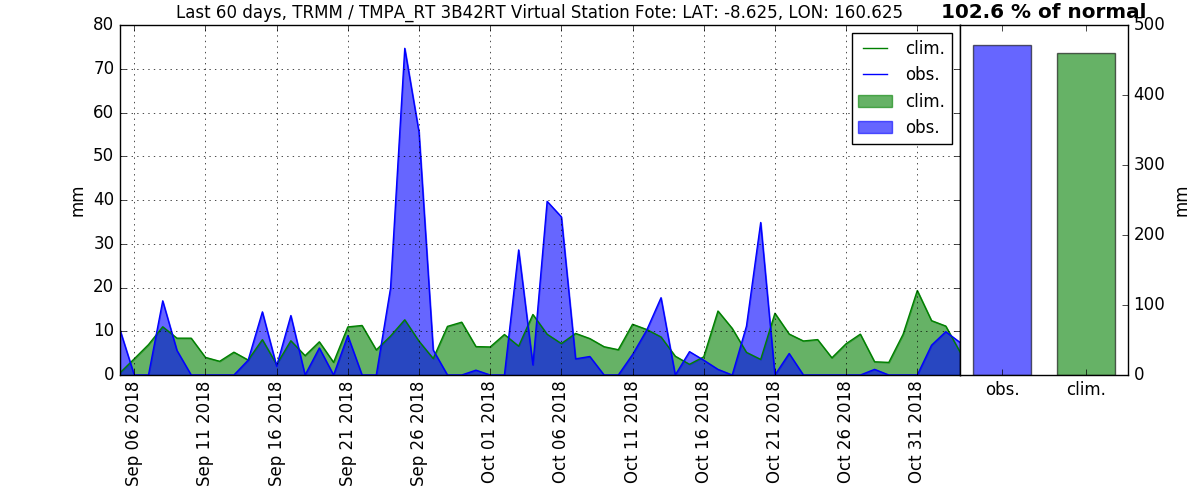 Last 60 days, TRMM / TMPA_RT 3B42RT Virtual Station Fote: LAT: -8.625, LON: 160.625
102.6 % of normal
80
70
60
50
40
30
20
10
0
mm
clim.
obs.
clim.
obs.
500
400
300
200
100
0
mm
obs.
clim.
Sep 06 2018
Sep 11 2018
Sep 16 2018
Sep 21 2018
Sep 26 2018
Oct 01 2018
Oct 06 2018
Oct 11 2018
Oct 16 2018
Oct 21 2018
Oct 26 2018
Oct 31 2018